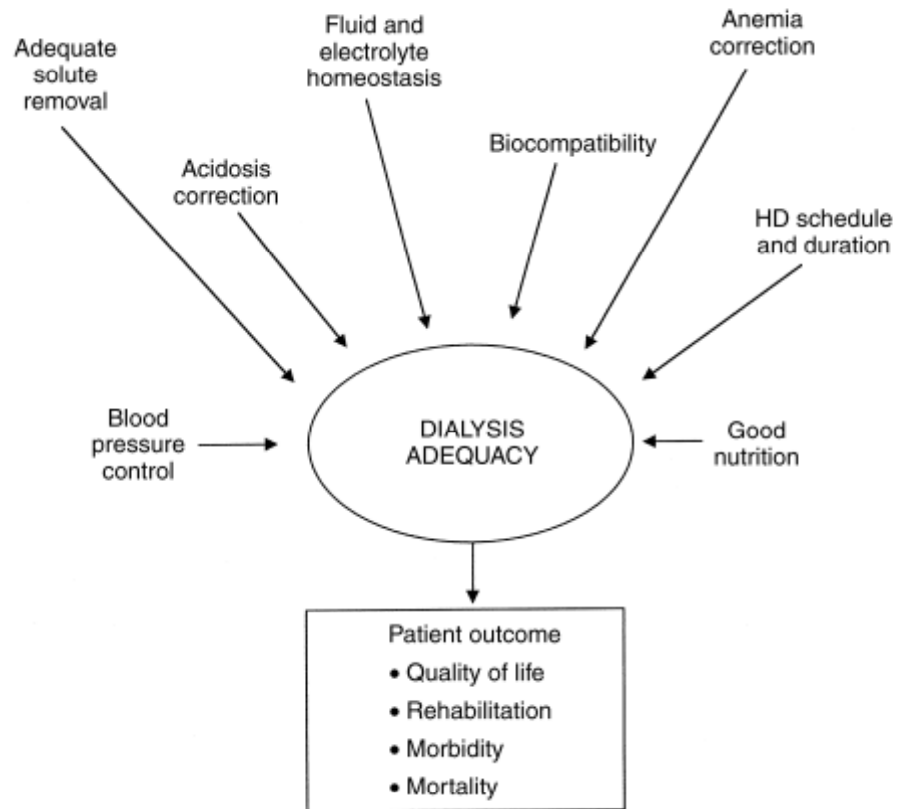 Adequate
solute
removal
Fluid and
electrolyte
homeostasis
Anemia
correction
Acidosis
correction
Biocompatibility
HD schedule
and duration
Blood
pressure
control
DIALYSIS
ADEQUACY
Good
nutrition
Patient outcome
• Quality of life
• Rehabilitation
• Morbidity
• Mortality